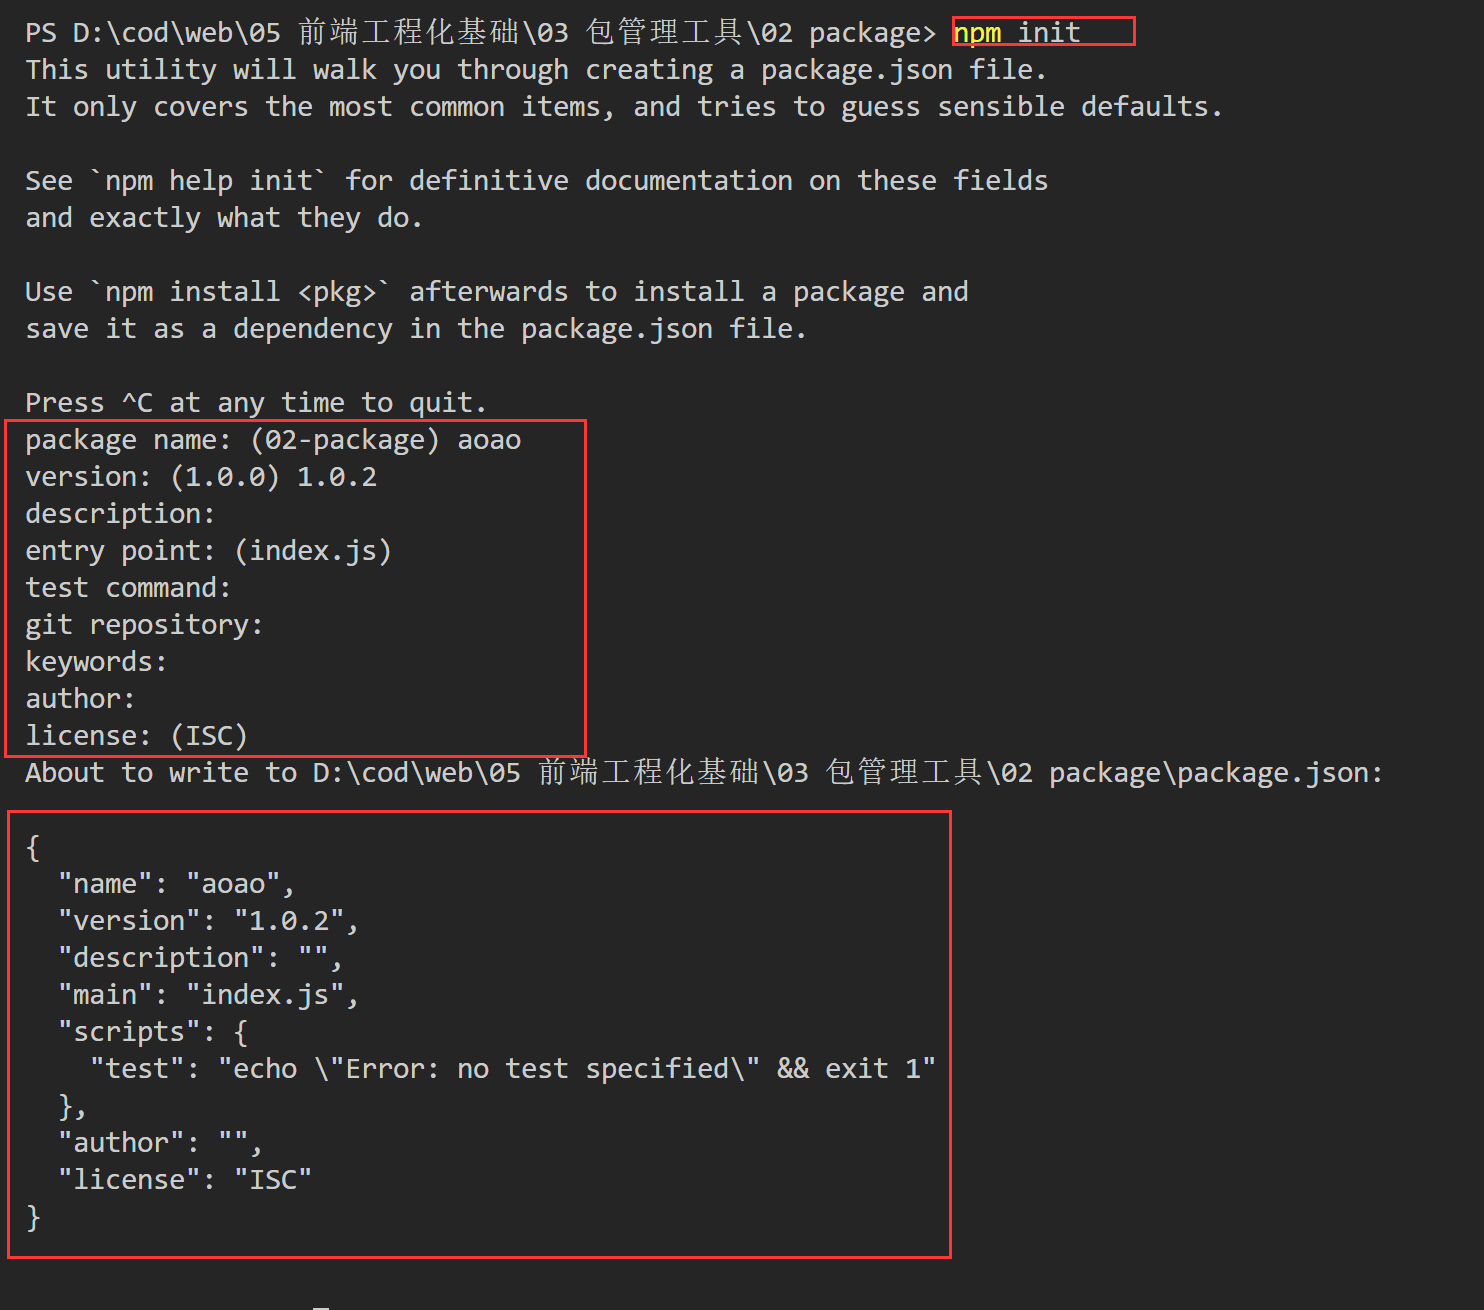 PS D:\cod\web\05 前端工程化基础\03 包管理工具\02 package> npm init
This utility will walk you through creating a package.json file.
It only covers the most common items, and tries to guess sensible defaults.
See `npm help init` for definitive documentation on these fields
and exactly what they do.
Use `npm install <pkg>` afterwards to install a package and
save it as a dependency in the package.json file.
Press ^C at any time to quit.
package name: (02-package) aoao
version: (1.0.0) 1.0.2
description:
entry point: (index.js)
test command:
git repository:
keywords:
author:
license: (ISC)
About to write to D:\cod\web\05 前端工程化基础\03 包管理工具\02 package\package.json:
{
  "name": "aoao",
  "version": "1.0.2",
  "description": "",
  "main": "index.js",
  "scripts": {
    "test": "echo \"Error: no test specified\" && exit 1"
  },
  "author": "",
  "license": "ISC"
}